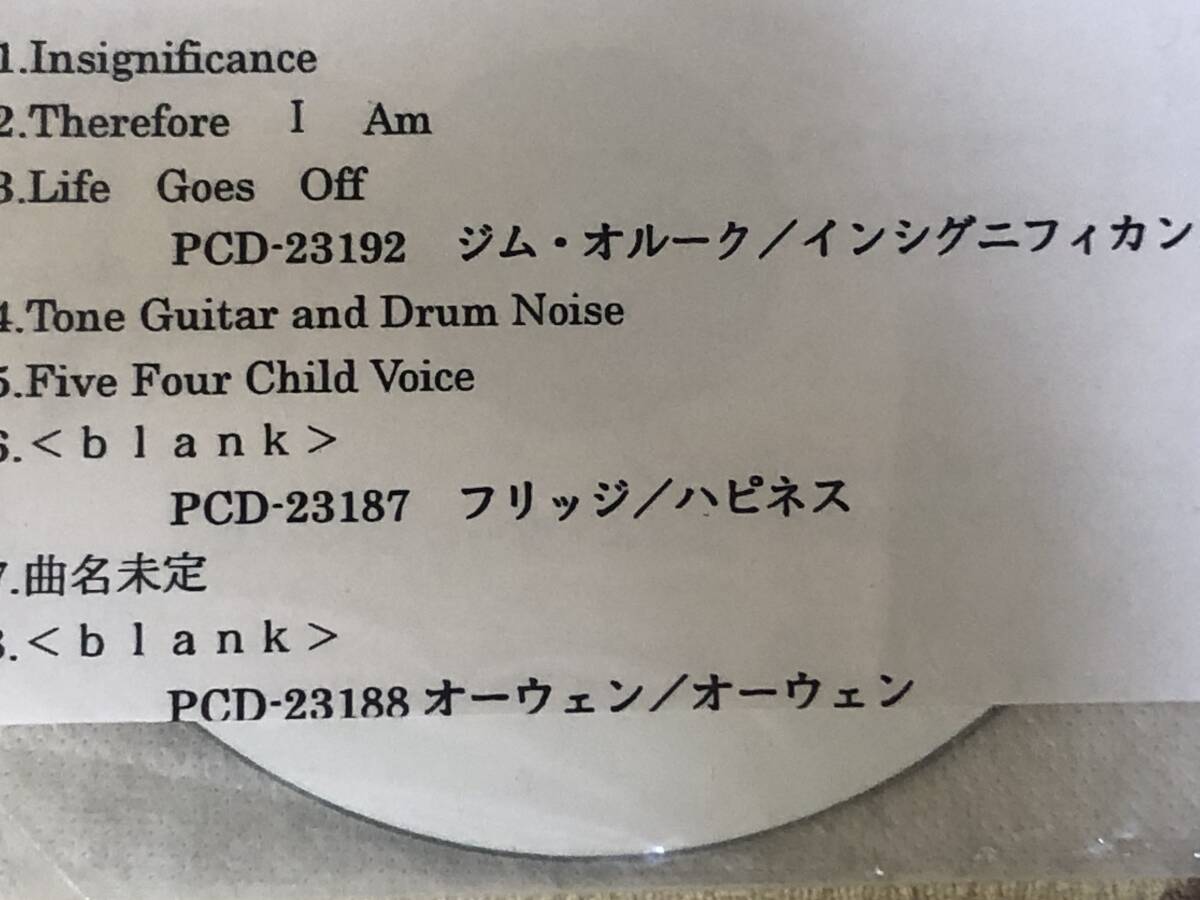 1.Insignificance
2.Therefore　I　Am
3.Life　Goes　Off
PCD-23192　ジム・オルーク／インシグニフィカン
4.Tone Guitar and Drum Noise
5.Five Four Child Voice
6.＜ｂｌａｎｋ＞
PCD-23187　フリッジ／ハピネス
7.曲名未定
8.＜ｂｌａｎｋ＞
PCD-23188 オーウェン／オーウェン